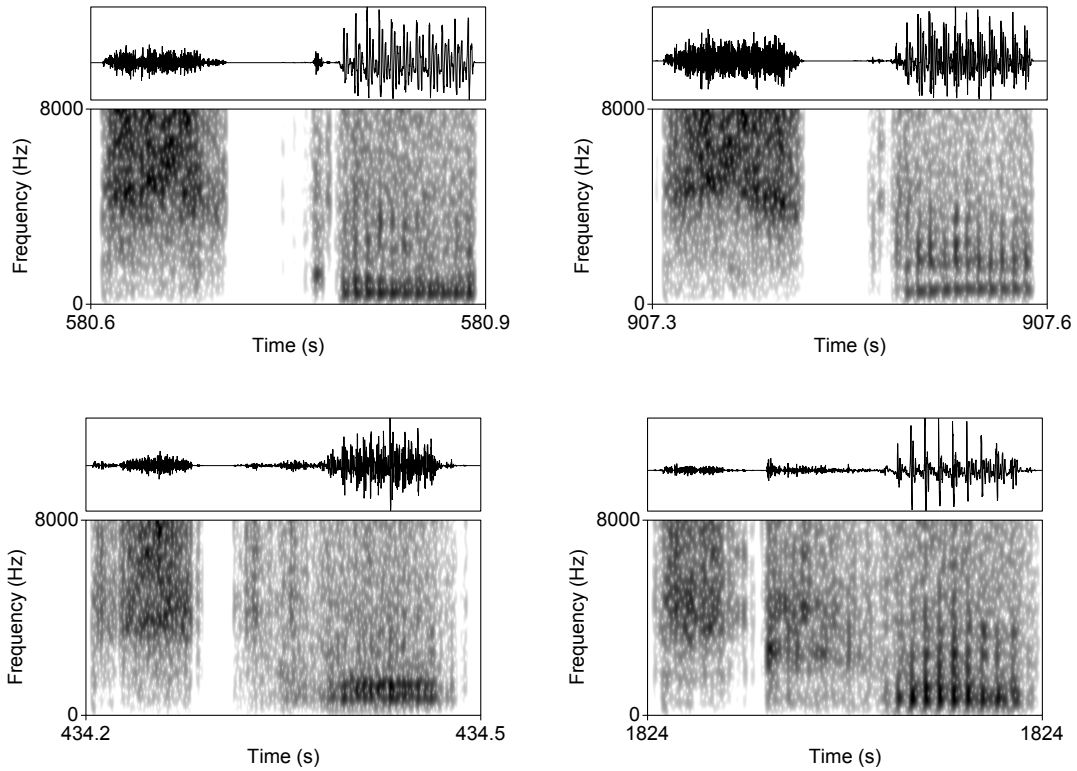 8000
0
Frequency (Hz)
580.6
580.9
Time (s)
8000
0
Frequency (Hz)
907.3
907.6
Time (s)
8000
0
Frequency (Hz)
434.2
434.5
Time (s)
8000
0
Frequency (Hz)
1824
1824
Time (s)